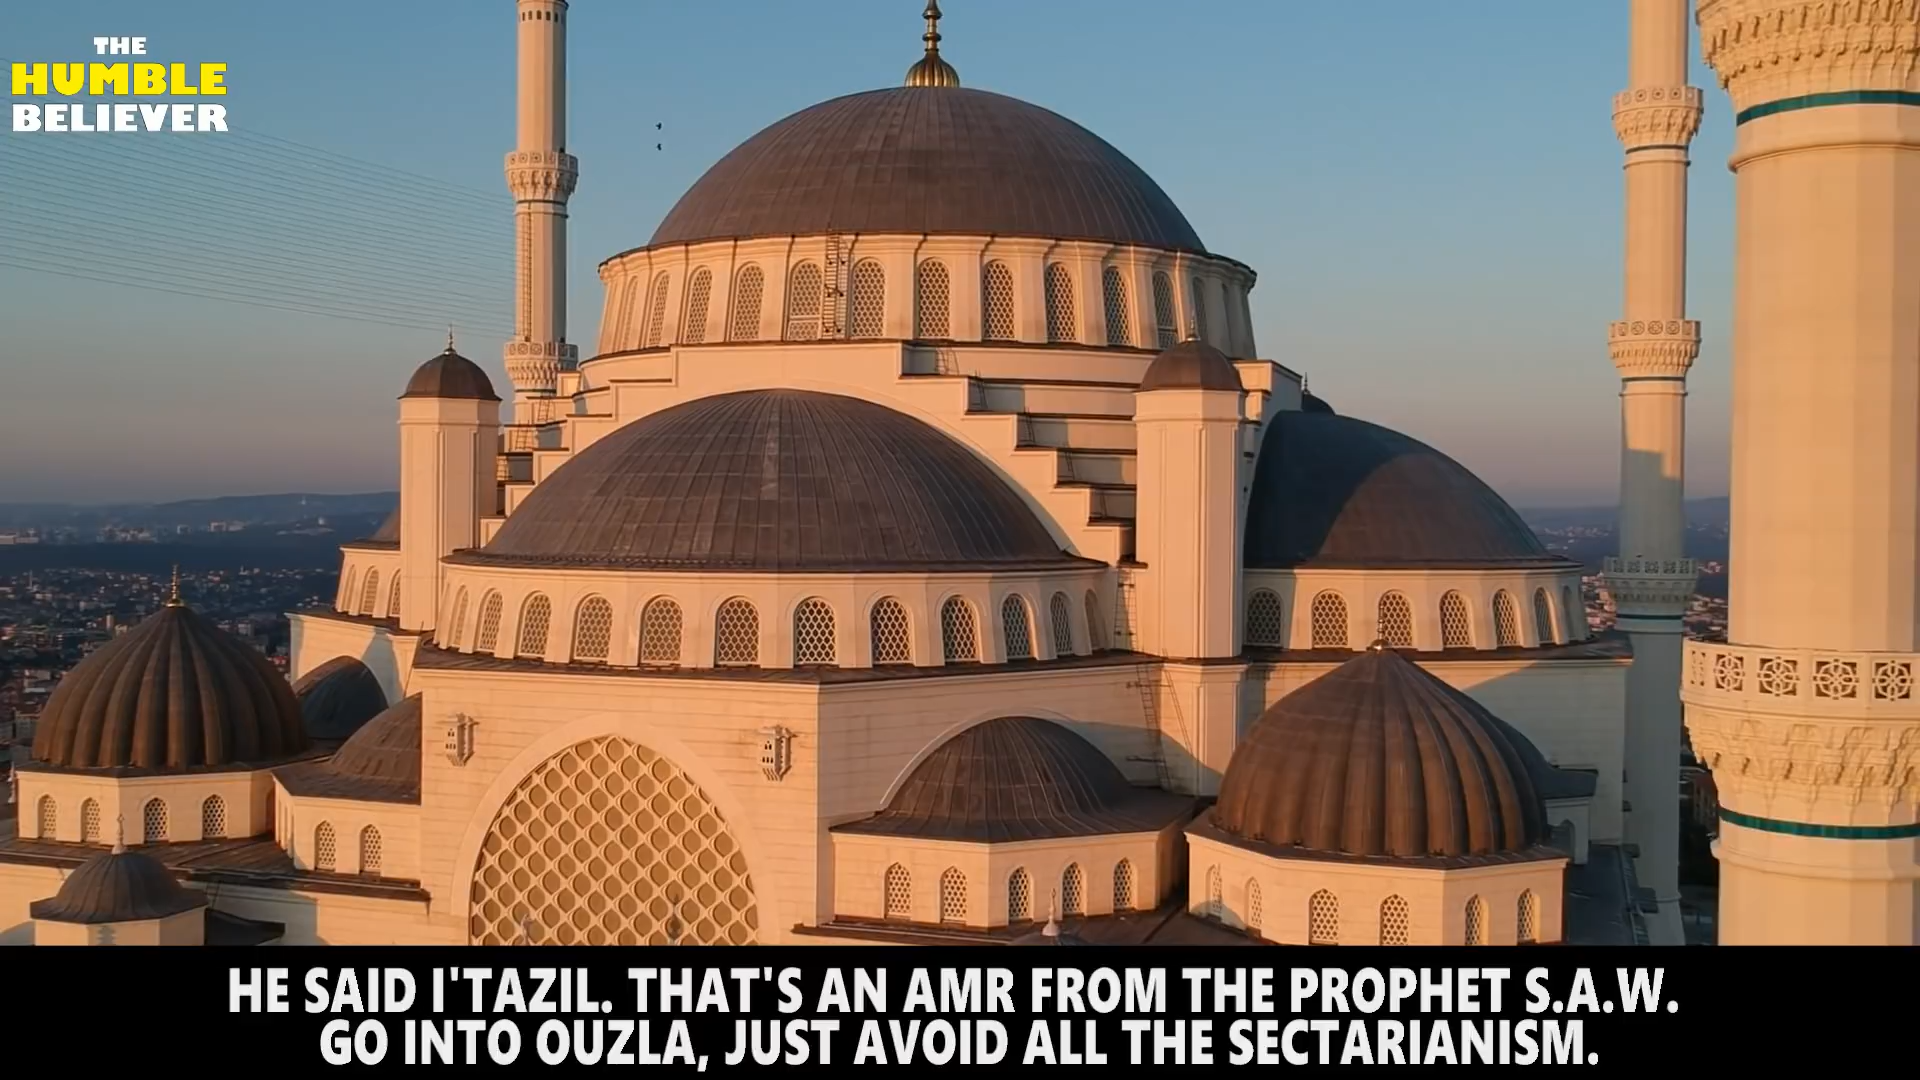 THE
HUMBLE
BELIEVER
HE SAID I'TAZIL. THAT'S AN AMR FROM THE PROPHET S.A.W.
GO INTO OUZLA, JUST AVOID ALL THE SECTARIANISM.